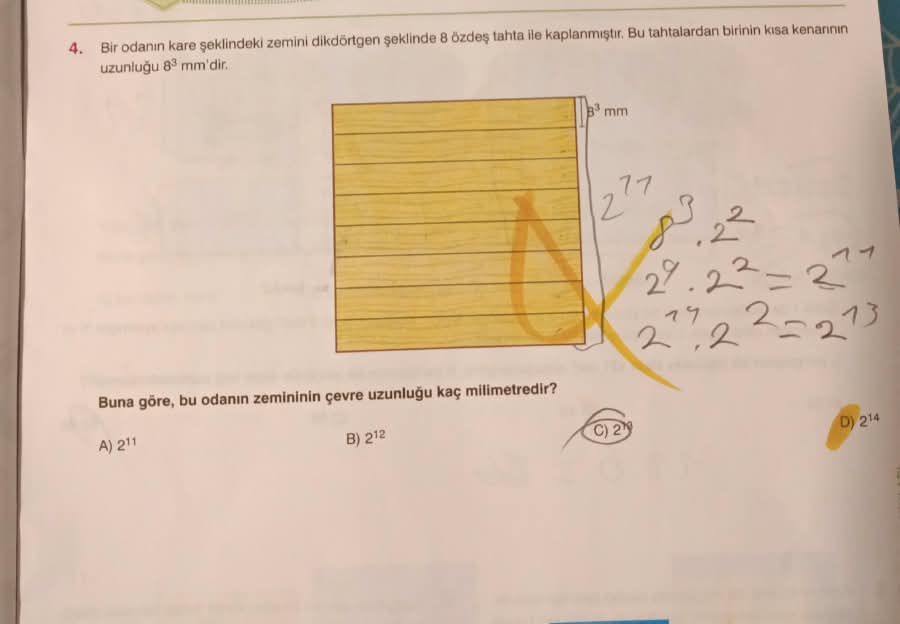 4. Bir odanın kare şeklindeki zemini dikdörtgen şeklinde 8 özdeş tahta ile kaplanmıştır. Bu tahtalardan birinin kısa kenarının
uzunluğu 8³ mm'dir.
8³ mm
2¹¹
8³ . 2²
2⁹ . 2² = 2¹¹
2¹¹ . 2² = 2¹³
Buna göre, bu odanın zemininin çevre uzunluğu kaç milimetredir?
A) 2¹¹ B) 2¹² C) 2¹³ D) 2¹⁴